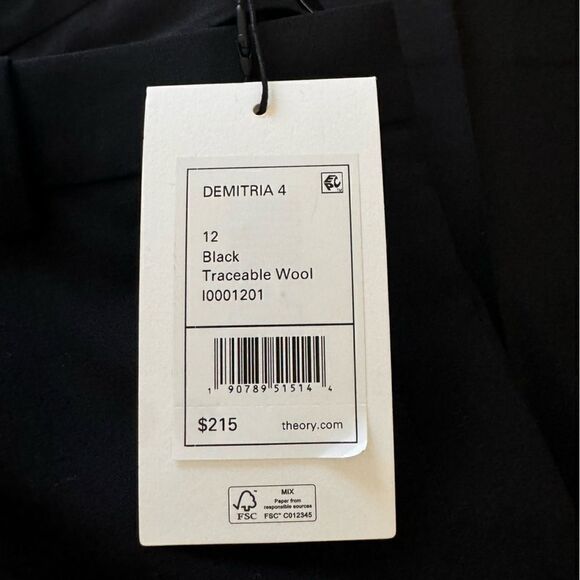 DEMITRIA 4
12
Black
Traceable Wool
I0001201
1 90789 51514 4
$215 theory.com
MIX
Paper from
responsible sources
FSC FSC™ C012345